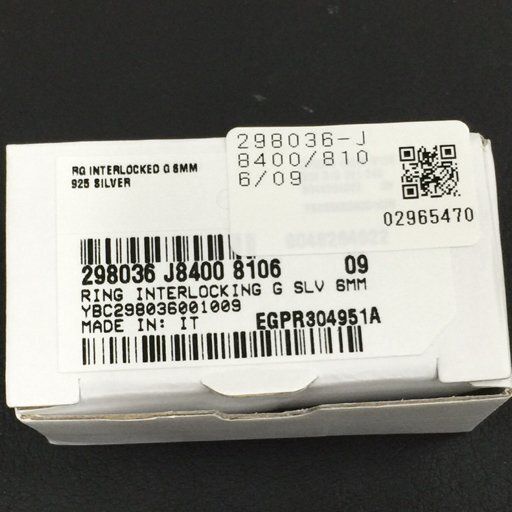 RG INTERLOCKED G 6MM
925 SILVER
298036-J
8400/810
6/09
02965470
298036 J8400 8106 09
RING INTERLOCKING G SLV 6MM
YBC298036001009
MADE IN: IT EGPR304951A